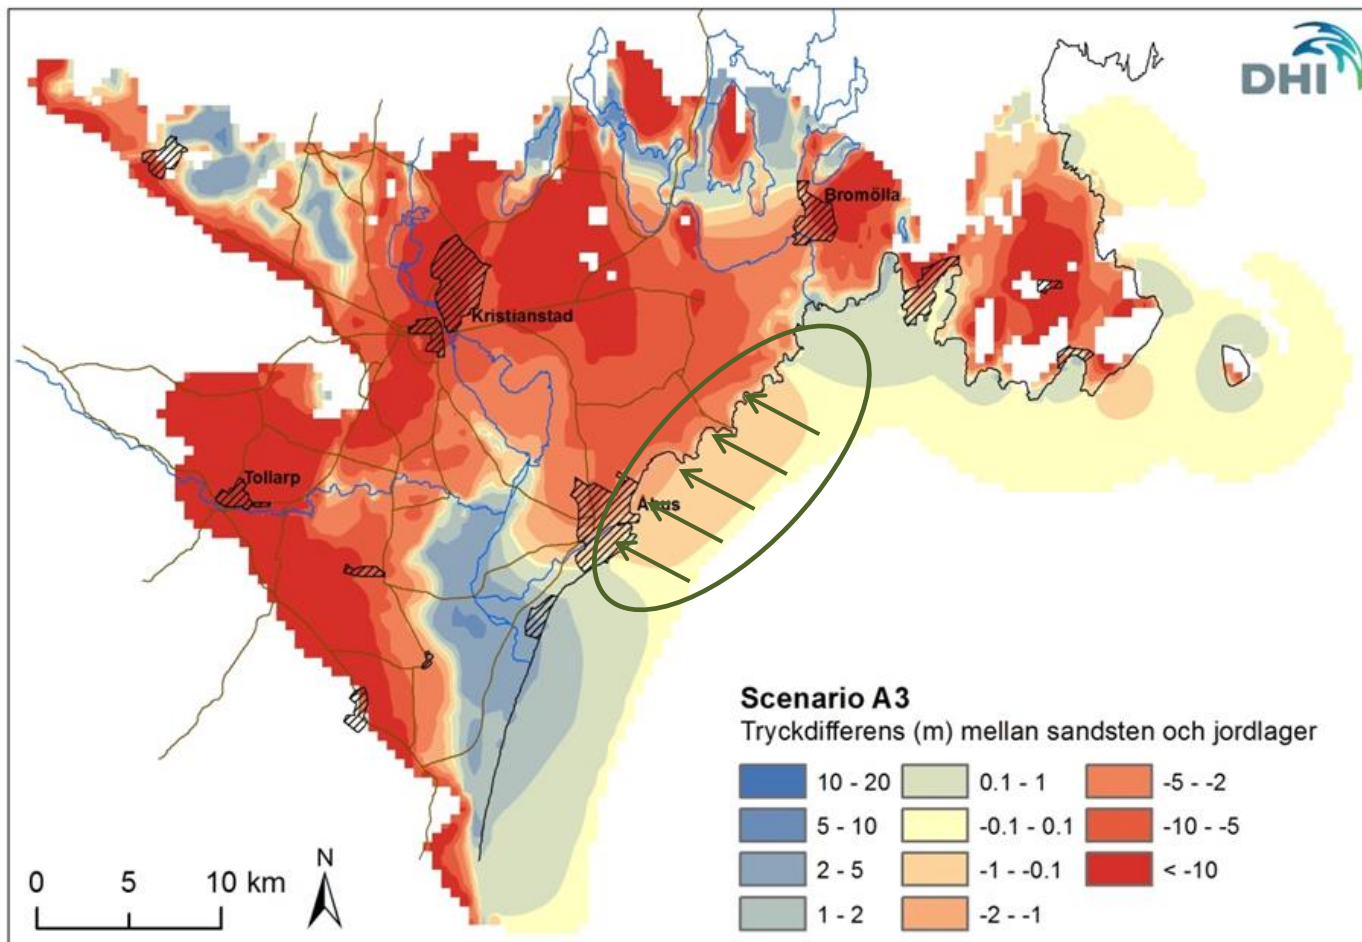 DHI
Bromölla
Kristianstad
Tollarp
Åhus
Scenario A3
Tryckdifferens (m) mellan sandsten och jordlager
10 - 20
0.1 - 1
-5 - -2
5 - 10
-0.1 - 0.1
-10 - -5
2 - 5
-1 - -0.1
< -10
1 - 2
-2 - -1
N
0 5 10 km